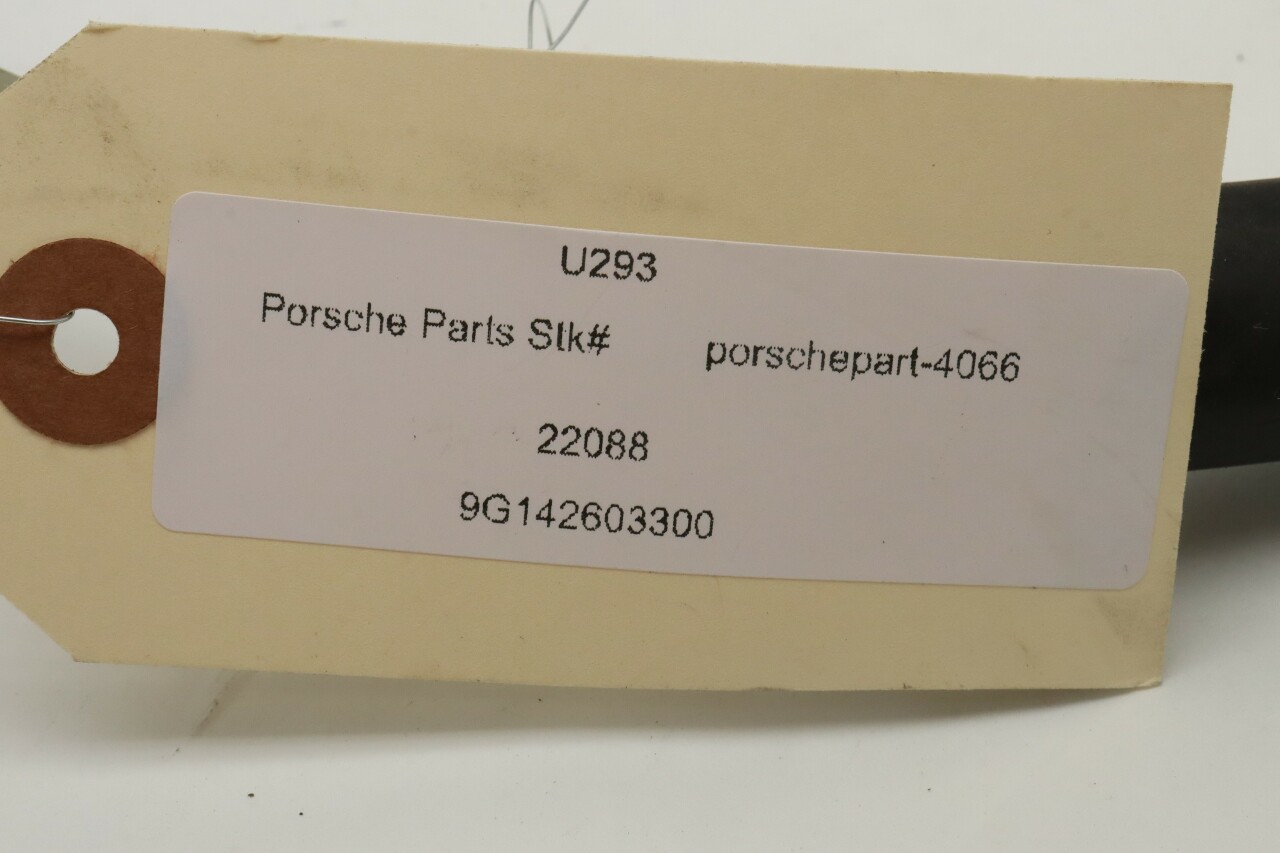 U293
Porsche Parts Stk# porschepart-4066
22088
9G142603300